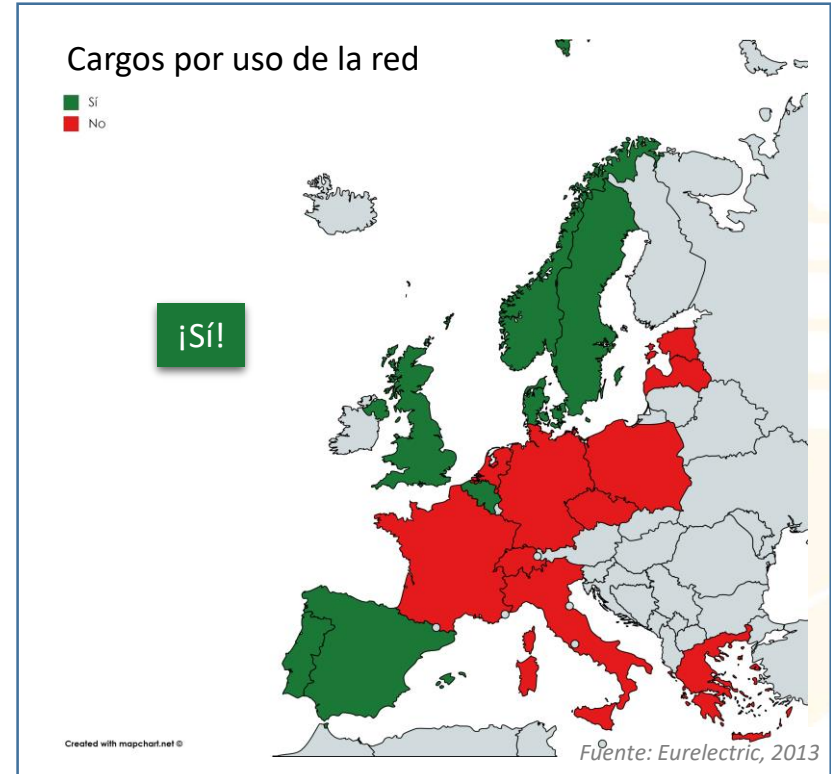 Cargos por uso de la red
Sí
No
¡Sí!
Created with mapchart.net ©
Fuente: Eurelectric, 2013